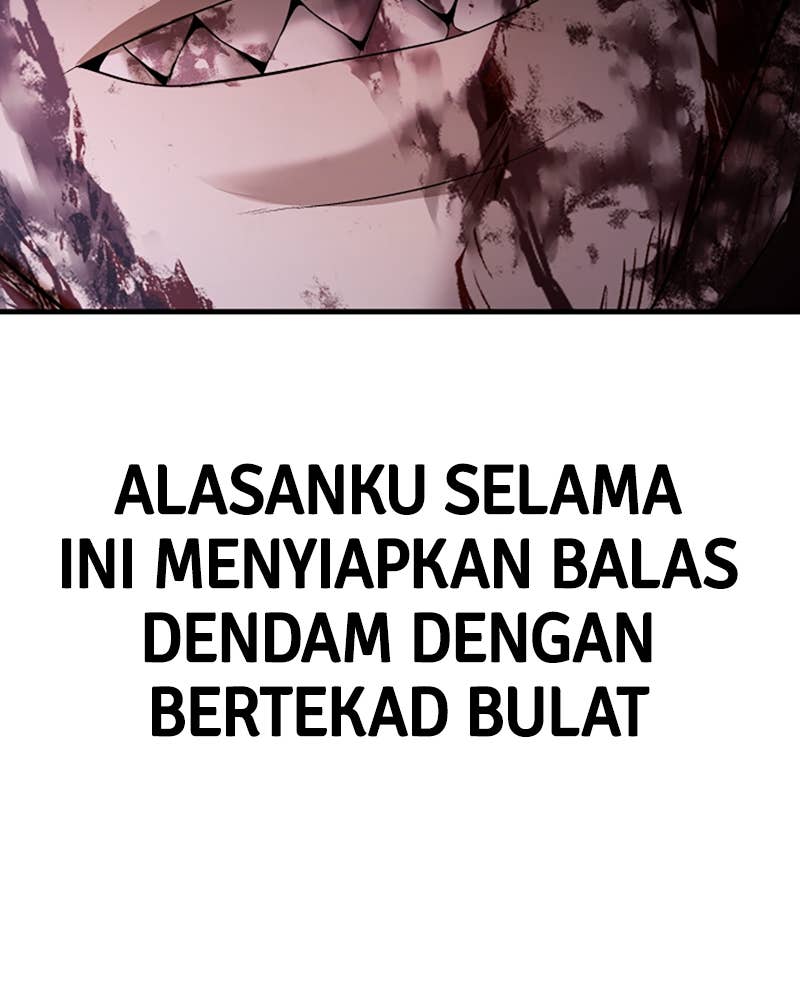 ALASANKU SELAMA
INI MENYIAPKAN BALAS
DENDAM DENGAN
BERTEKAD BULAT